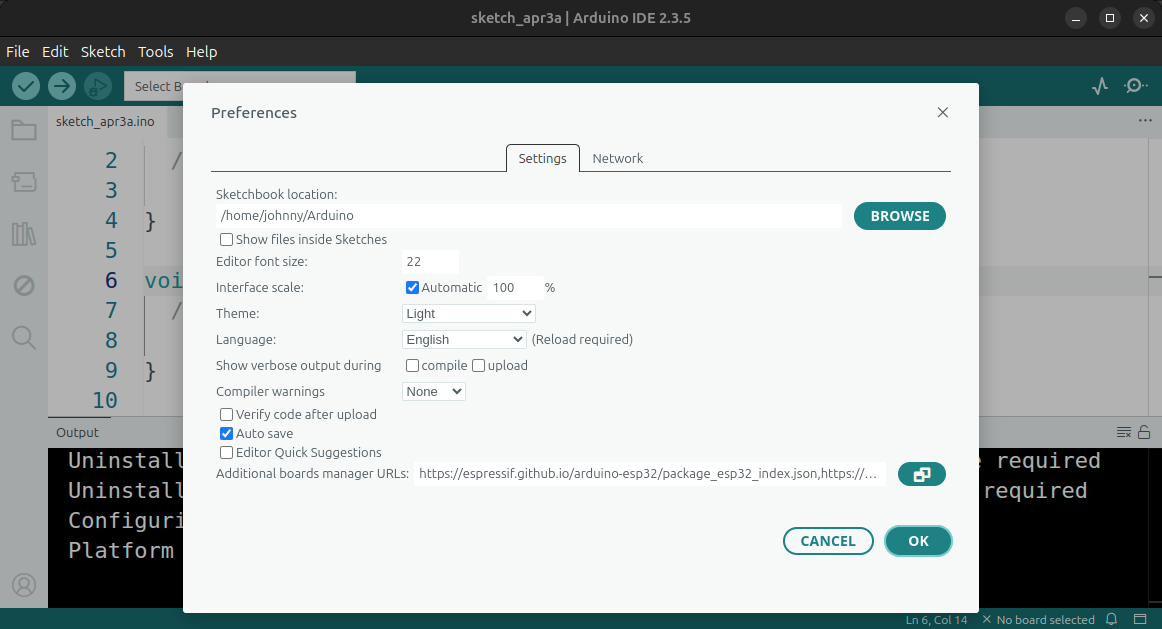 sketch_apr3a | Arduino IDE 2.3.5
File Edit Sketch Tools Help
Select
sketch_apr3a.ino
Preferences
Settings Network
Sketchbook location:
/home/johnny/Arduino
BROWSE
Show files inside Sketches
Editor font size: 22
Interface scale: Automatic 100 %
Theme: Light
Language: English (Reload required)
Show verbose output during compile upload
Compiler warnings None
Verify code after upload
Auto save
Editor Quick Suggestions
Additional boards manager URLs: https://espressif.github.io/arduino-esp32/package_esp32_index.json,https://...
CANCEL OK
2 /
3
4 }
5
6 voi
7 /
8
9 }
10
Output
Uninstall required
Uninstall required
Configuri
Platform
Ln 6, Col 14 × No board selected